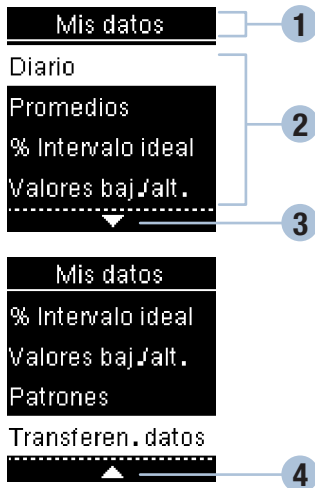 Mis datos
1
Diario
Promedios
% Intervalo ideal
Valores baj./alt.
2
3
Mis datos
% Intervalo ideal
Valores baj./alt.
Patrones
Transferen. datos
4